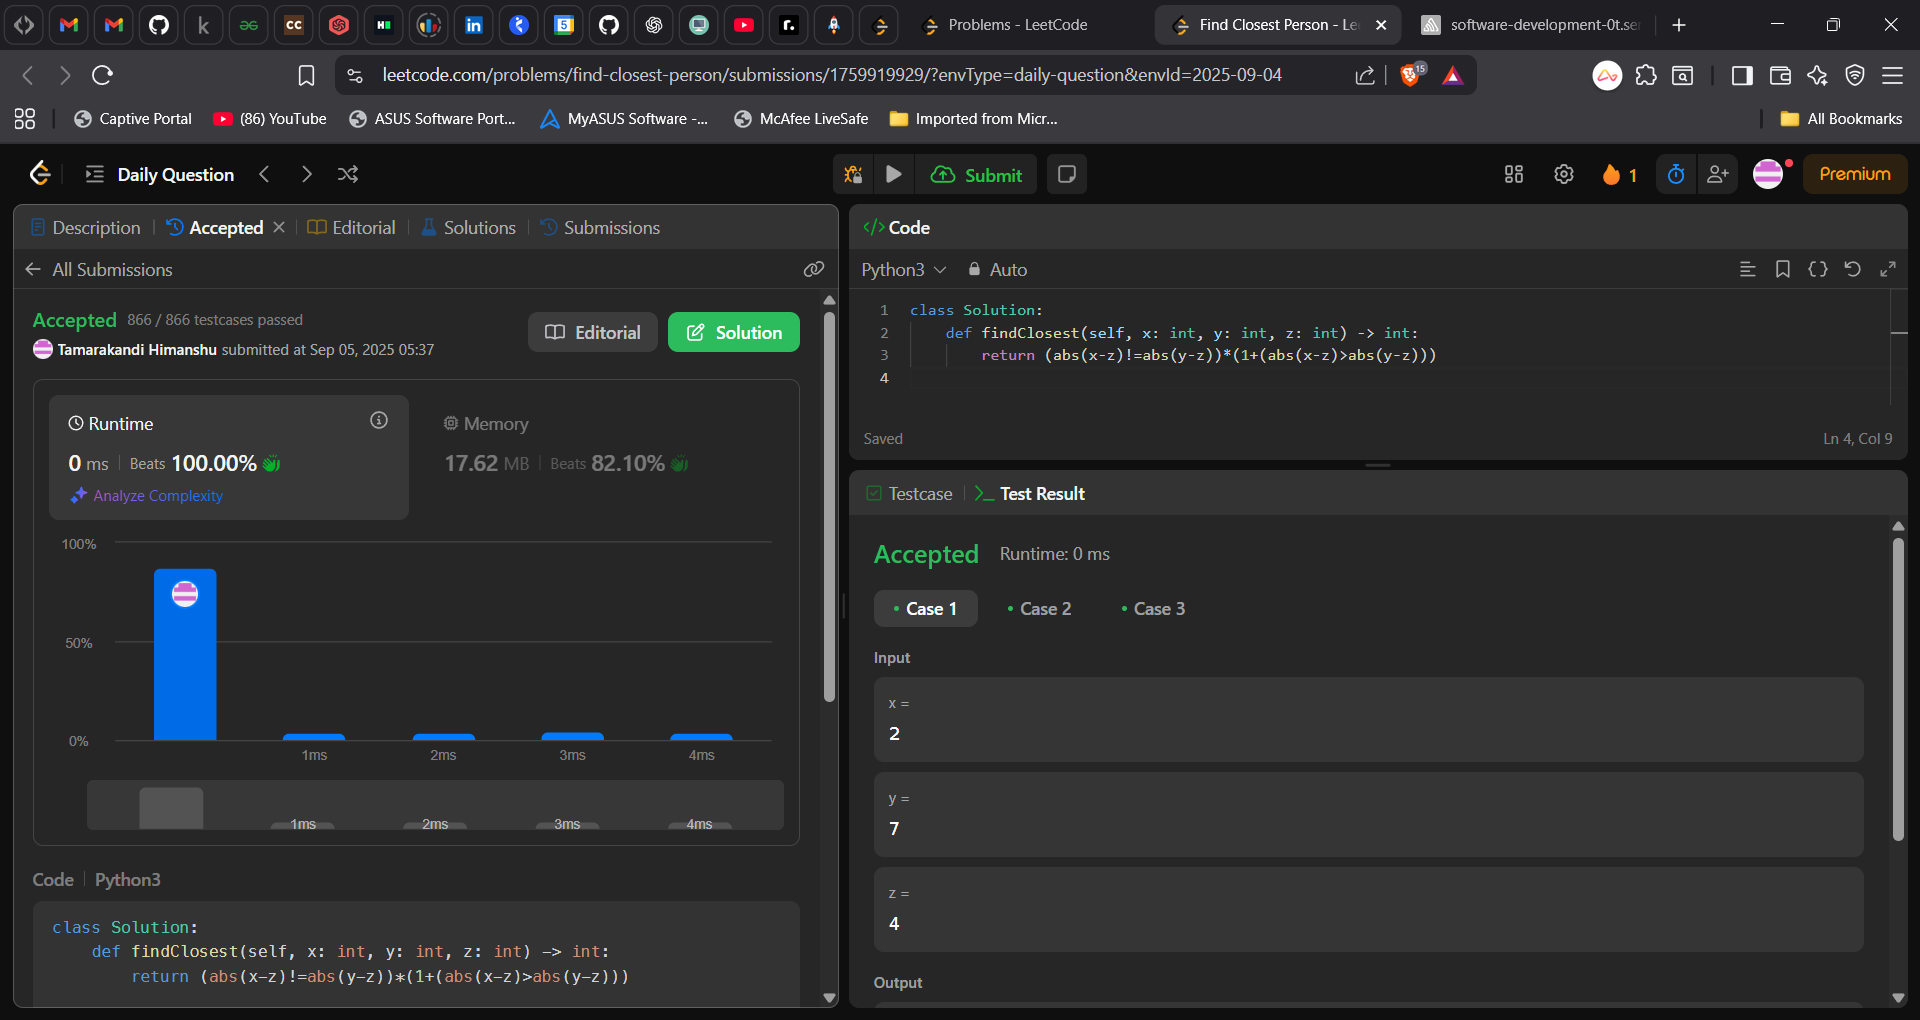 Problems - LeetCode
Find Closest Person - Le
software-development-0t.se
leetcode.com/problems/find-closest-person/submissions/1759919929/?envType=daily-question&envId=2025-09-04
15
Captive Portal
(86) YouTube
ASUS Software Port...
MyASUS Software -...
McAfee LiveSafe
Imported from Micr...
All Bookmarks
Daily Question
Submit
1
Premium
Description
Accepted
Editorial
Solutions
Submissions
All Submissions
Accepted 866 / 866 testcases passed
Tamarakandi Himanshu submitted at Sep 05, 2025 05:37
Editorial
Solution
Runtime
0 ms Beats 100.00%
Analyze Complexity
Memory
17.62 MB Beats 82.10%
100%
50%
0%
1ms 2ms 3ms 4ms
1ms 2ms 3ms 4ms
Code Python3
class Solution:
def findClosest(self, x: int, y: int, z: int) -> int:
return (abs(x-z)!=abs(y-z))*(1+(abs(x-z)>abs(y-z)))
</> Code
Python3 Auto
1 class Solution:
2 def findClosest(self, x: int, y: int, z: int) -> int:
3 return (abs(x-z)!=abs(y-z))*(1+(abs(x-z)>abs(y-z)))
4
Saved
Ln 4, Col 9
Testcase
Test Result
Accepted Runtime: 0 ms
Case 1 Case 2 Case 3
Input
x =
2
y =
7
z =
4
Output